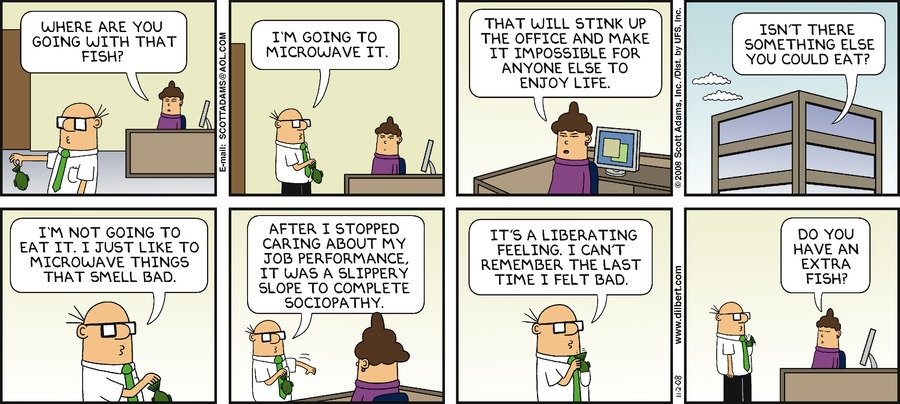 WHERE ARE YOU
GOING WITH THAT
FISH?
E-mail: SCOTTADAMS@AOL.COM
I'M GOING TO
MICROWAVE IT.
THAT WILL STINK UP
THE OFFICE AND MAKE
IT IMPOSSIBLE FOR
ANYONE ELSE TO
ENJOY LIFE.
© 2008 Scott Adams, Inc./Dist. by UFS, Inc.
ISN'T THERE
SOMETHING ELSE
YOU COULD EAT?
I'M NOT GOING TO
EAT IT. I JUST LIKE TO
MICROWAVE THINGS
THAT SMELL BAD.
AFTER I STOPPED
CARING ABOUT MY
JOB PERFORMANCE,
IT WAS A SLIPPERY
SLOPE TO COMPLETE
SOCIOPATHY.
IT'S A LIBERATING
FEELING. I CAN'T
REMEMBER THE LAST
TIME I FELT BAD.
www.dilbert.com
11-2-08
DO YOU
HAVE AN
EXTRA
FISH?